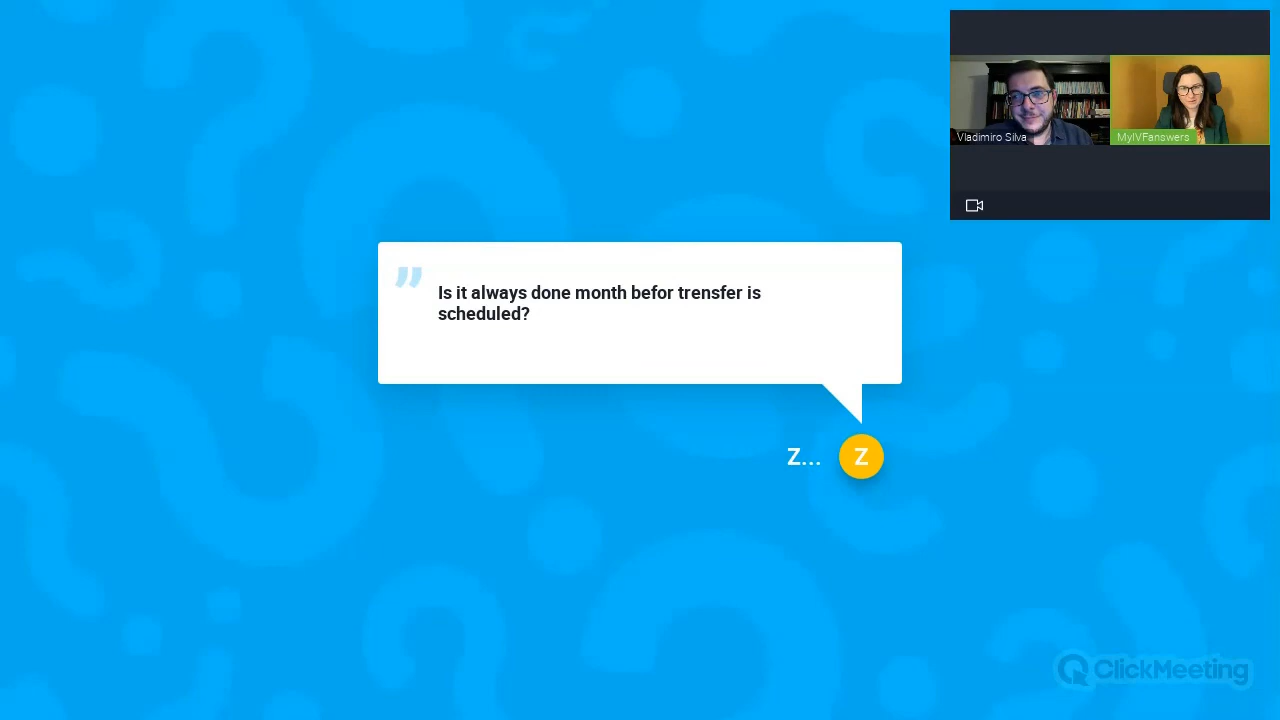 Vladimiro Silva
MyIVFanswers
”
Is it always done month befor trensfer is
scheduled?
Z...
Z
ClickMeeting